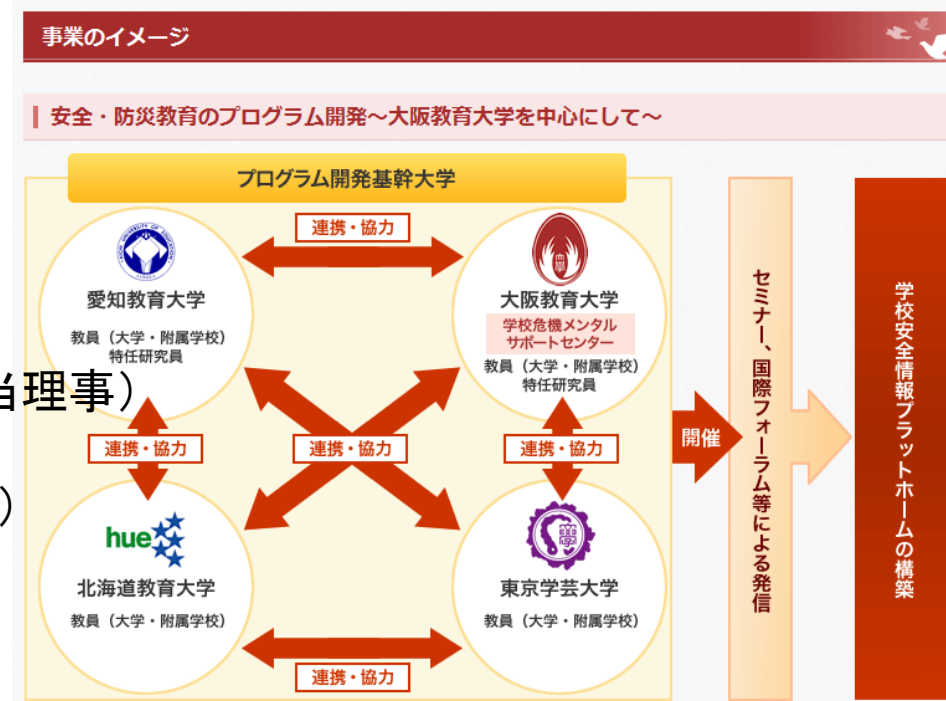 事業のイメージ
安全・防災教育のプログラム開発～大阪教育大学を中心にして～
プログラム開発基幹大学
連携・協力
愛知教育大学
教員（大学・附属学校）
特任研究員
大阪教育大学
学校危機メンタル
サポートセンター
教員（大学・附属学校）
特任研究員
当理事）
）
連携・協力
連携・協力
連携・協力
hue
北海道教育大学
教員（大学・附属学校）
東京学芸大学
教員（大学・附属学校）
連携・協力
開催
セミナー、国際フォーラム等による発信
学校安全情報プラットホームの構築